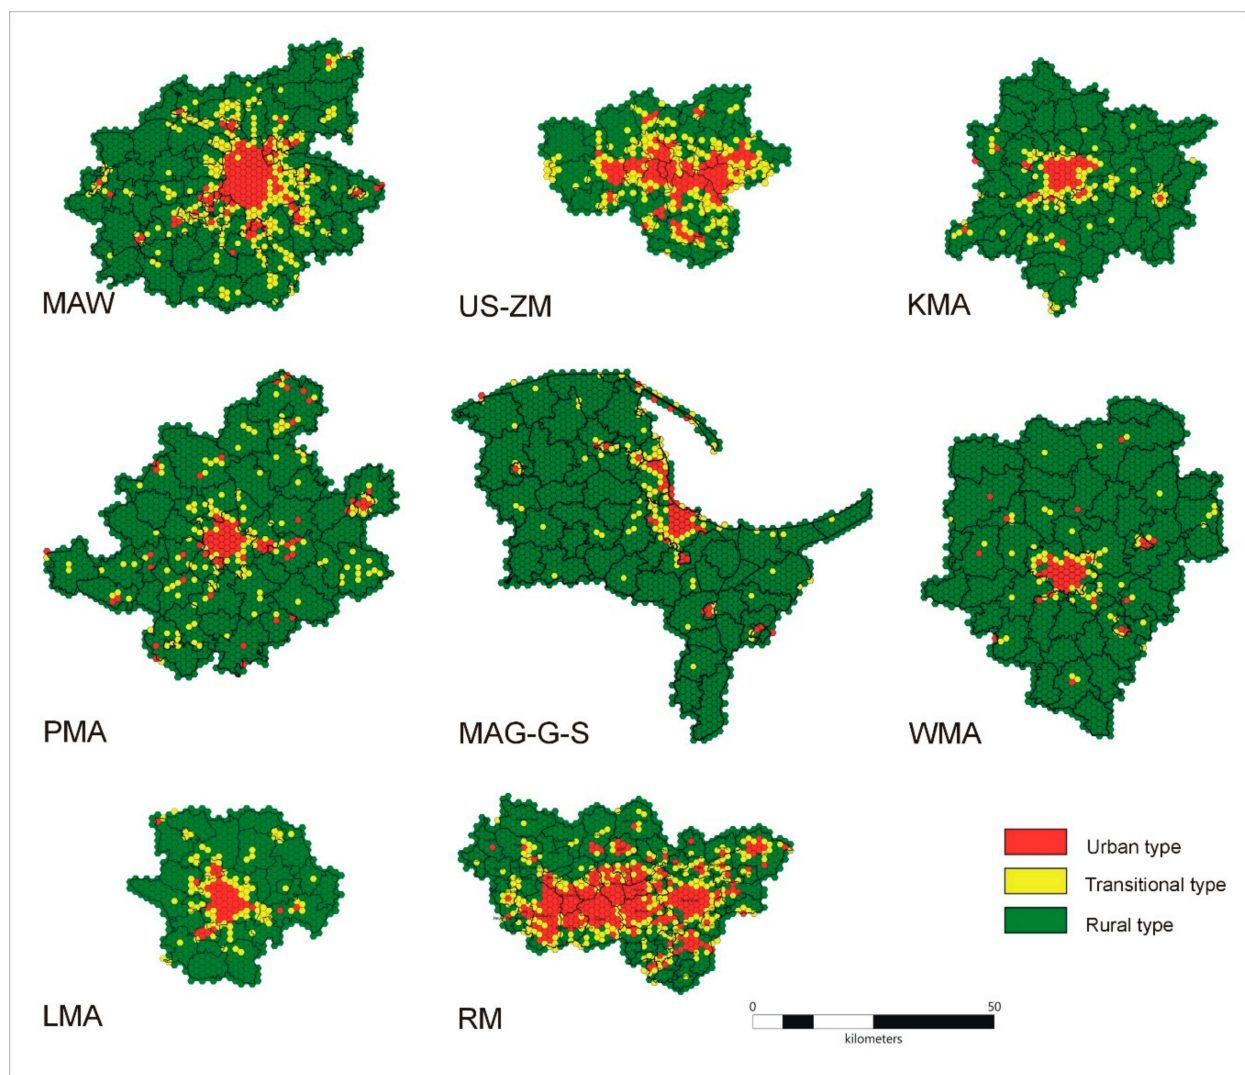 MAW
US-ZM
KMA
PMA
MAG-G-S
WMA
LMA
RM
Urban type
Transitional type
Rural type
0 50
kilometers